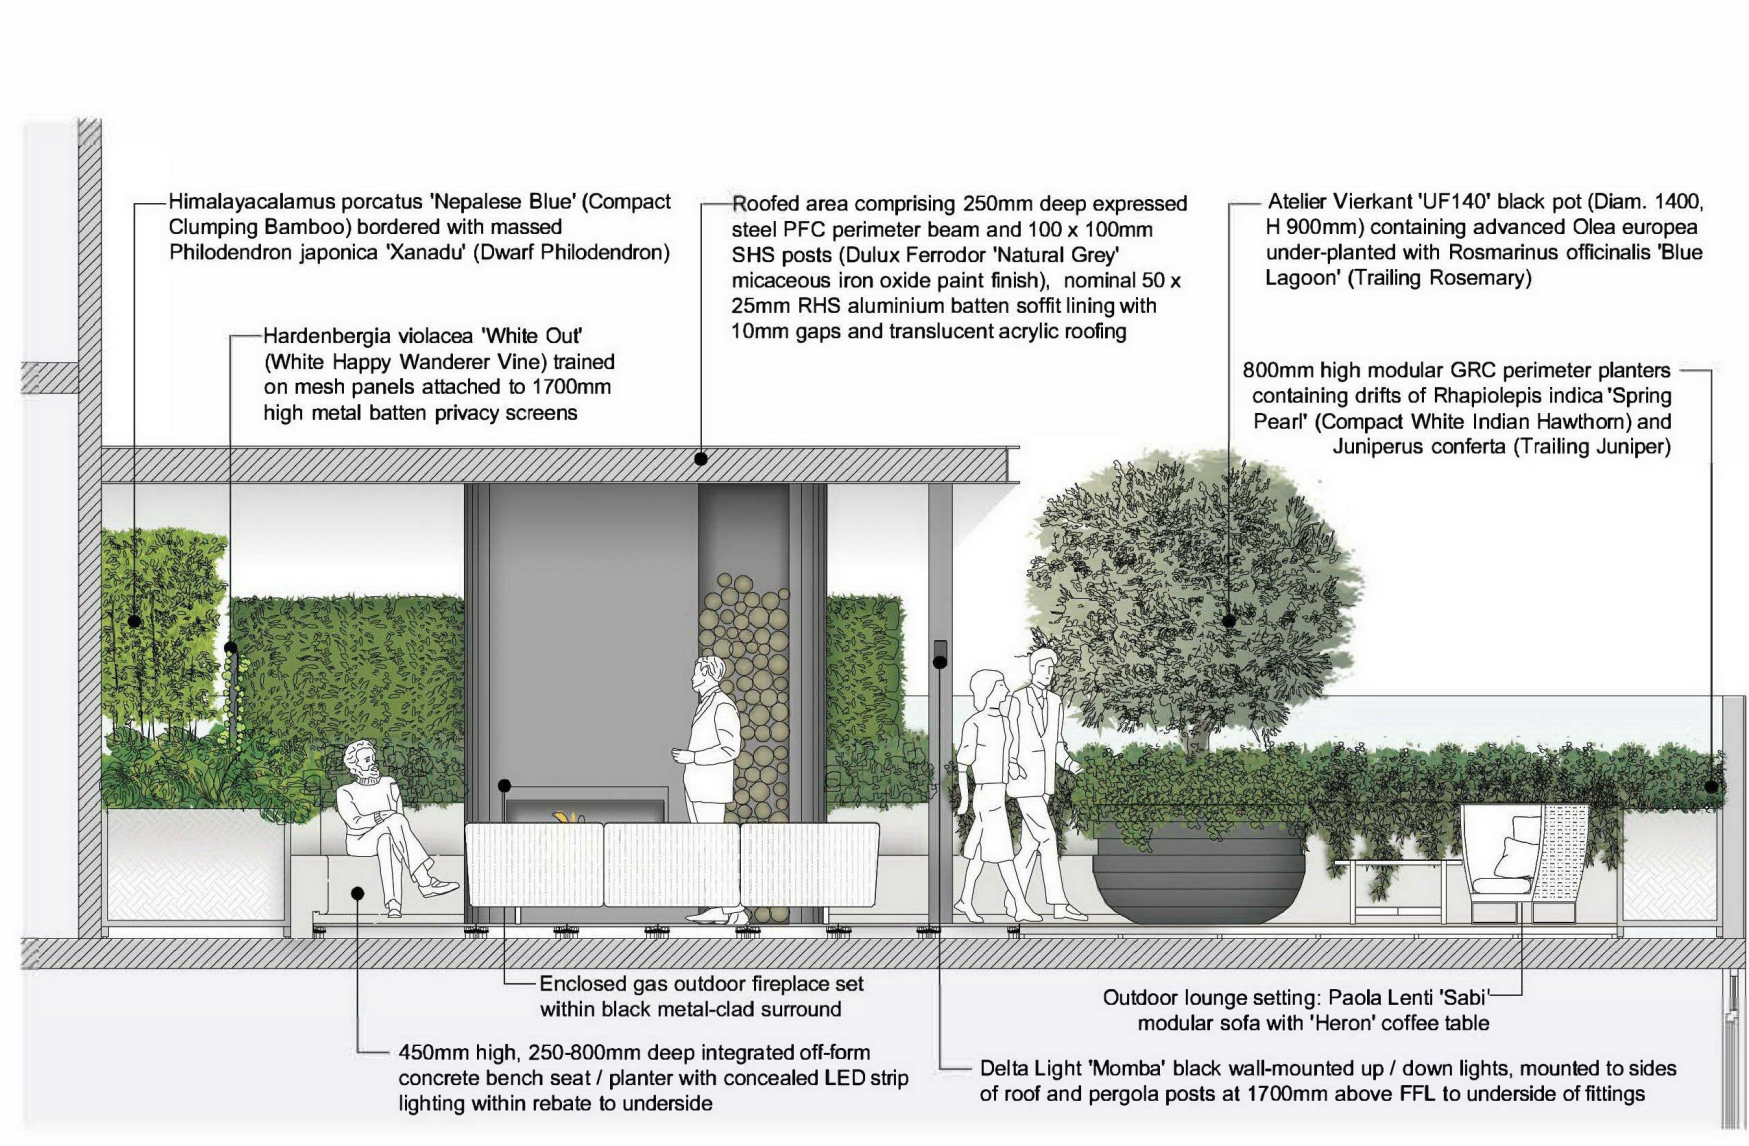 Himalayacalamus porcatus 'Nepalese Blue' (Compact
Clumping Bamboo) bordered with massed
Philodendron japonica 'Xanadu' (Dwarf Philodendron)
Hardenbergia violacea 'White Out'
(White Happy Wanderer Vine) trained
on mesh panels attached to 1700mm
high metal batten privacy screens
Roofed area comprising 250mm deep expressed
steel PFC perimeter beam and 100 x 100mm
SHS posts (Dulux Ferrodor 'Natural Grey'
micaceous iron oxide paint finish), nominal 50 x
25mm RHS aluminium batten soffit lining with
10mm gaps and translucent acrylic roofing
Atelier Vierkant 'UF140' black pot (Diam. 1400,
H 900mm) containing advanced Olea europea
under-planted with Rosmarinus officinalis 'Blue
Lagoon' (Trailing Rosemary)
800mm high modular GRC perimeter planters
containing drifts of Rhapiolepis indica 'Spring
Pearl' (Compact White Indian Hawthorn) and
Juniperus conferta (Trailing Juniper)
Enclosed gas outdoor fireplace set
within black metal-clad surround
450mm high, 250-800mm deep integrated off-form
concrete bench seat / planter with concealed LED strip
lighting within rebate to underside
Outdoor lounge setting: Paola Lenti 'Sabi'
modular sofa with 'Heron' coffee table
Delta Light 'Momba' black wall-mounted up / down lights, mounted to sides
of roof and pergola posts at 1700mm above FFL to underside of fittings